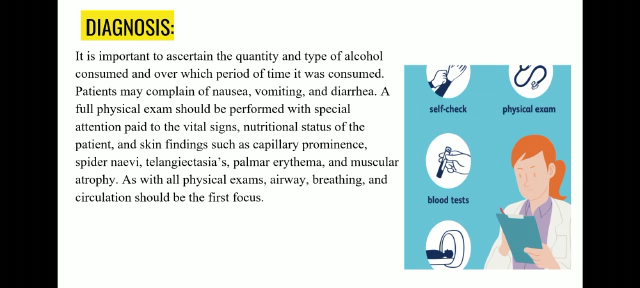 DIAGNOSIS:
It is important to ascertain the quantity and type of alcohol
consumed and over which period of time it was consumed.
Patients may complain of nausea, vomiting, and diarrhea. A
full physical exam should be performed with special
attention paid to the vital signs, nutritional status of the
patient, and skin findings such as capillary prominence,
spider naevi, telangiectasia's, palmar erythema, and muscular
atrophy. As with all physical exams, airway, breathing, and
circulation should be the first focus.
self-check
physical exam
blood tests